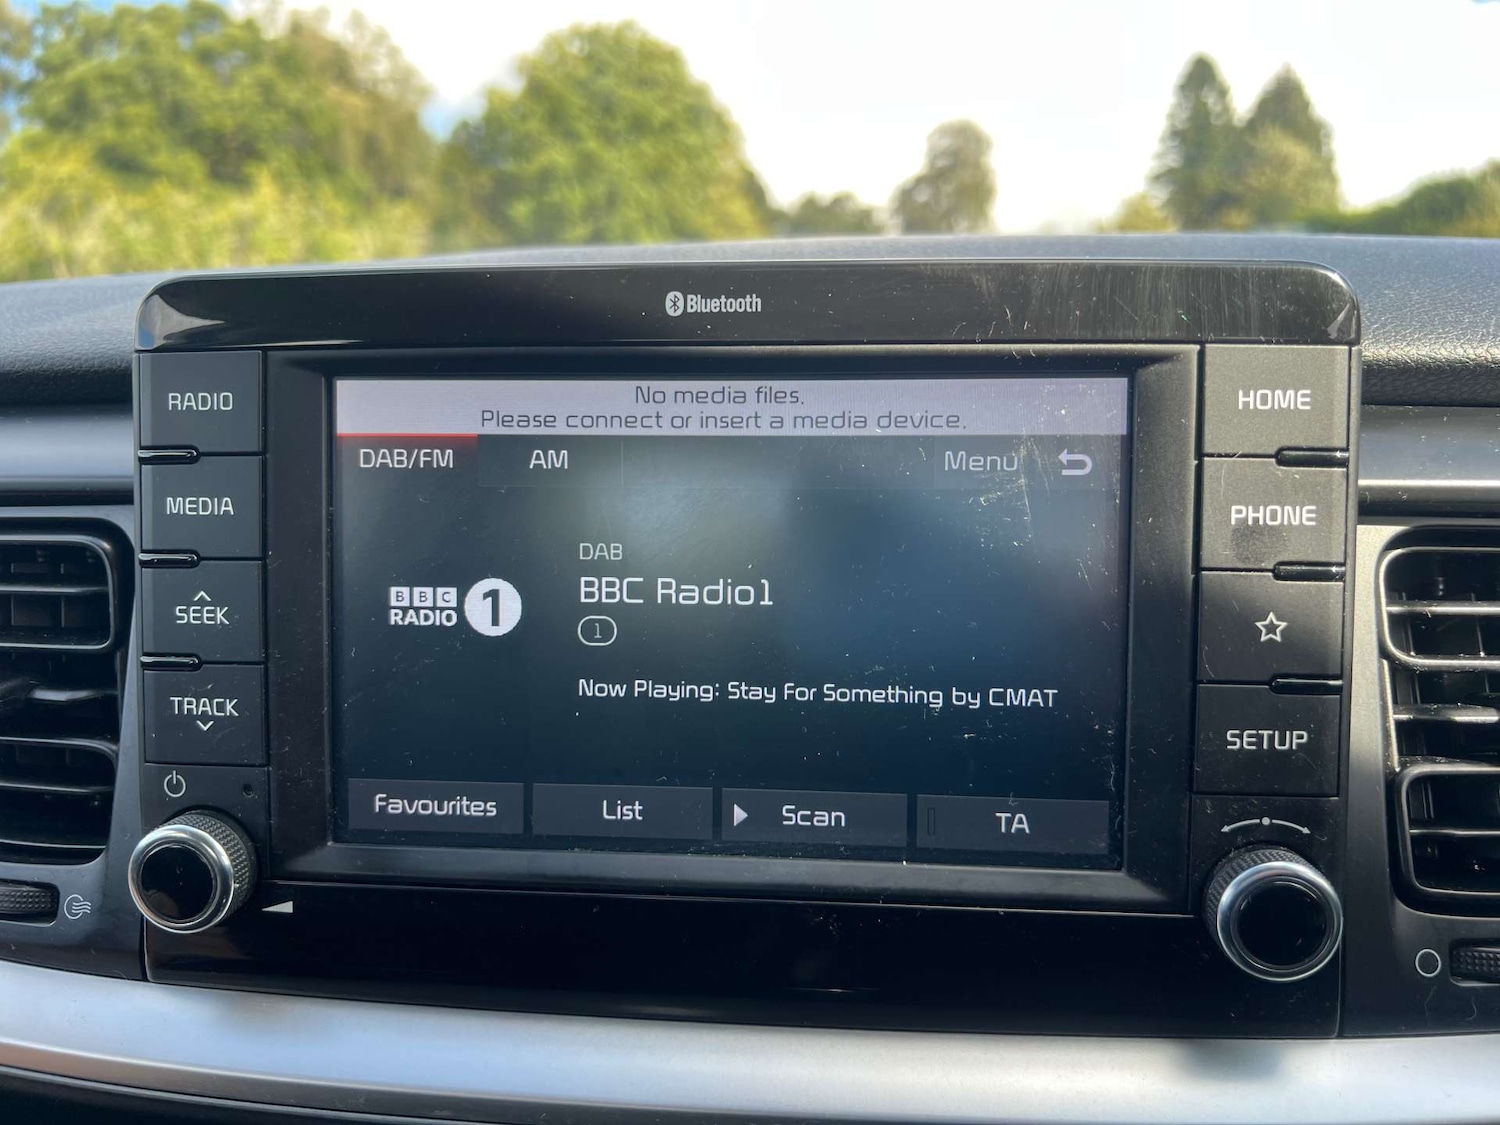 Bluetooth
RADIO
MEDIA
SEEK
TRACK
No media files.
Please connect or insert a media device.
DAB/FM AM Menu
DAB
BBC Radio1
1
BBC
RADIO 1
Now Playing: Stay For Something by CMAT
Favourites List Scan TA
HOME
PHONE
SETUP